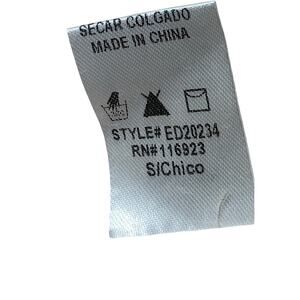 SECAR COLGADO
MADE IN CHINA
STYLE# ED20234
RN#116923
S/Chico